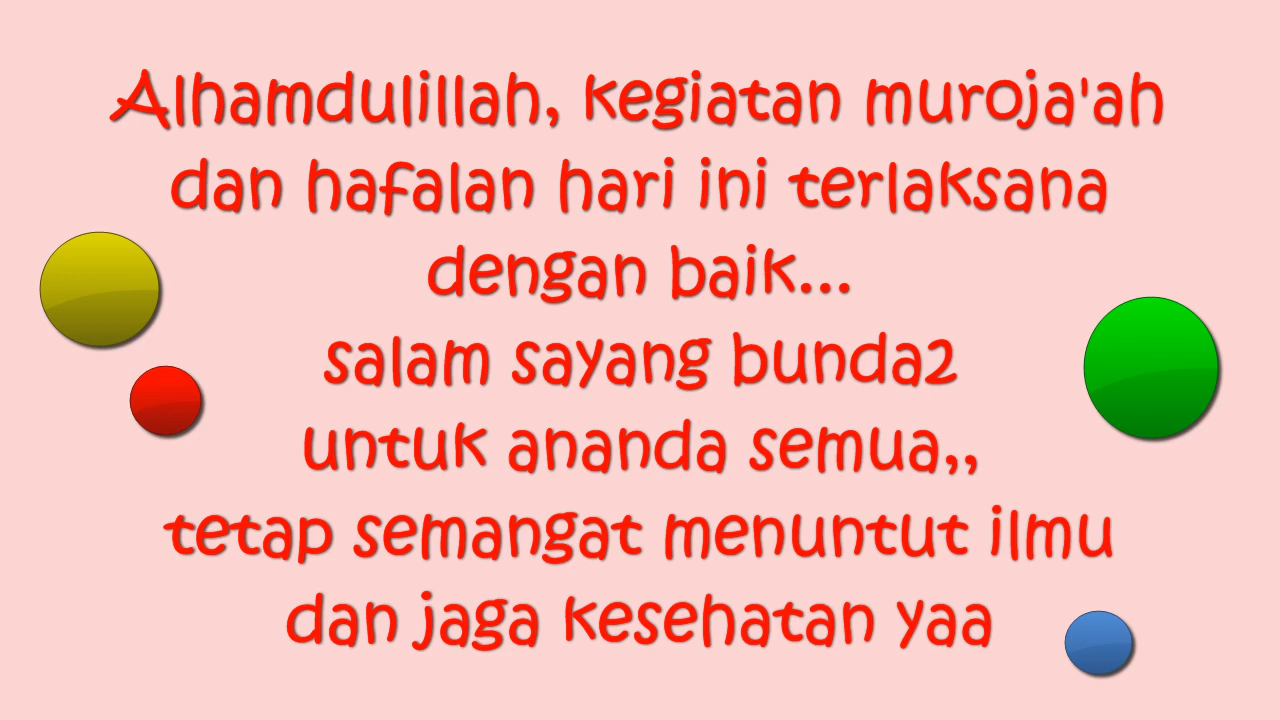 Alhamdulillah, kegiatan muroja'ah
dan hafalan hari ini terlaksana
dengan baik...
salam sayang bunda2
untuk ananda semua,,
tetap semangat menuntut ilmu
dan jaga kesehatan yaa